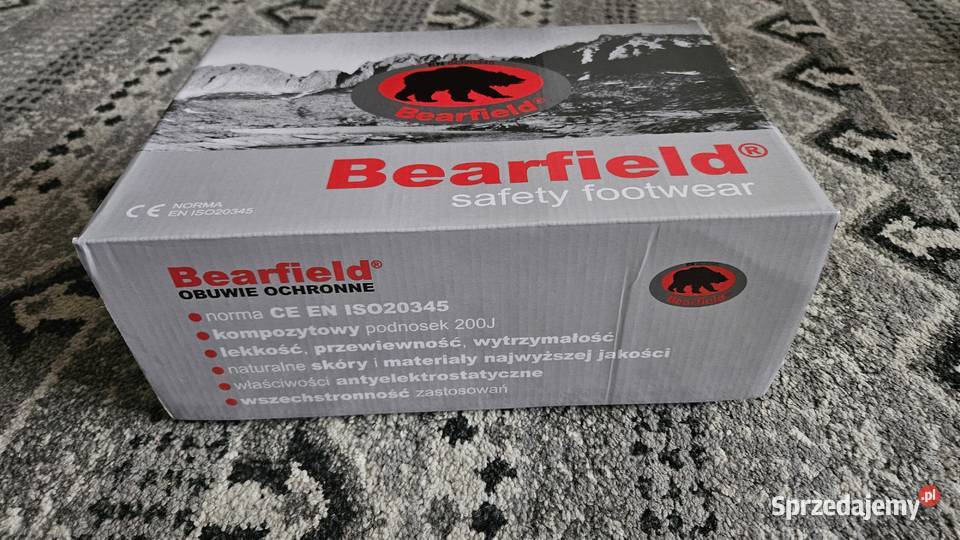 Bearfield®
Bearfield®
safety footwear
CE NORMA
EN ISO20345
Bearfield®
OBUWIE OCHRONNE
norma CE EN ISO20345
kompozytowy podnosek 200J
lekkość, przewiewność, wytrzymałość
naturalne skóry i materiały najwyższej jakości
właściwości antyelektrostatyczne
wszechstronność zastosowań
Bearfield
Sprzedajemy.pl